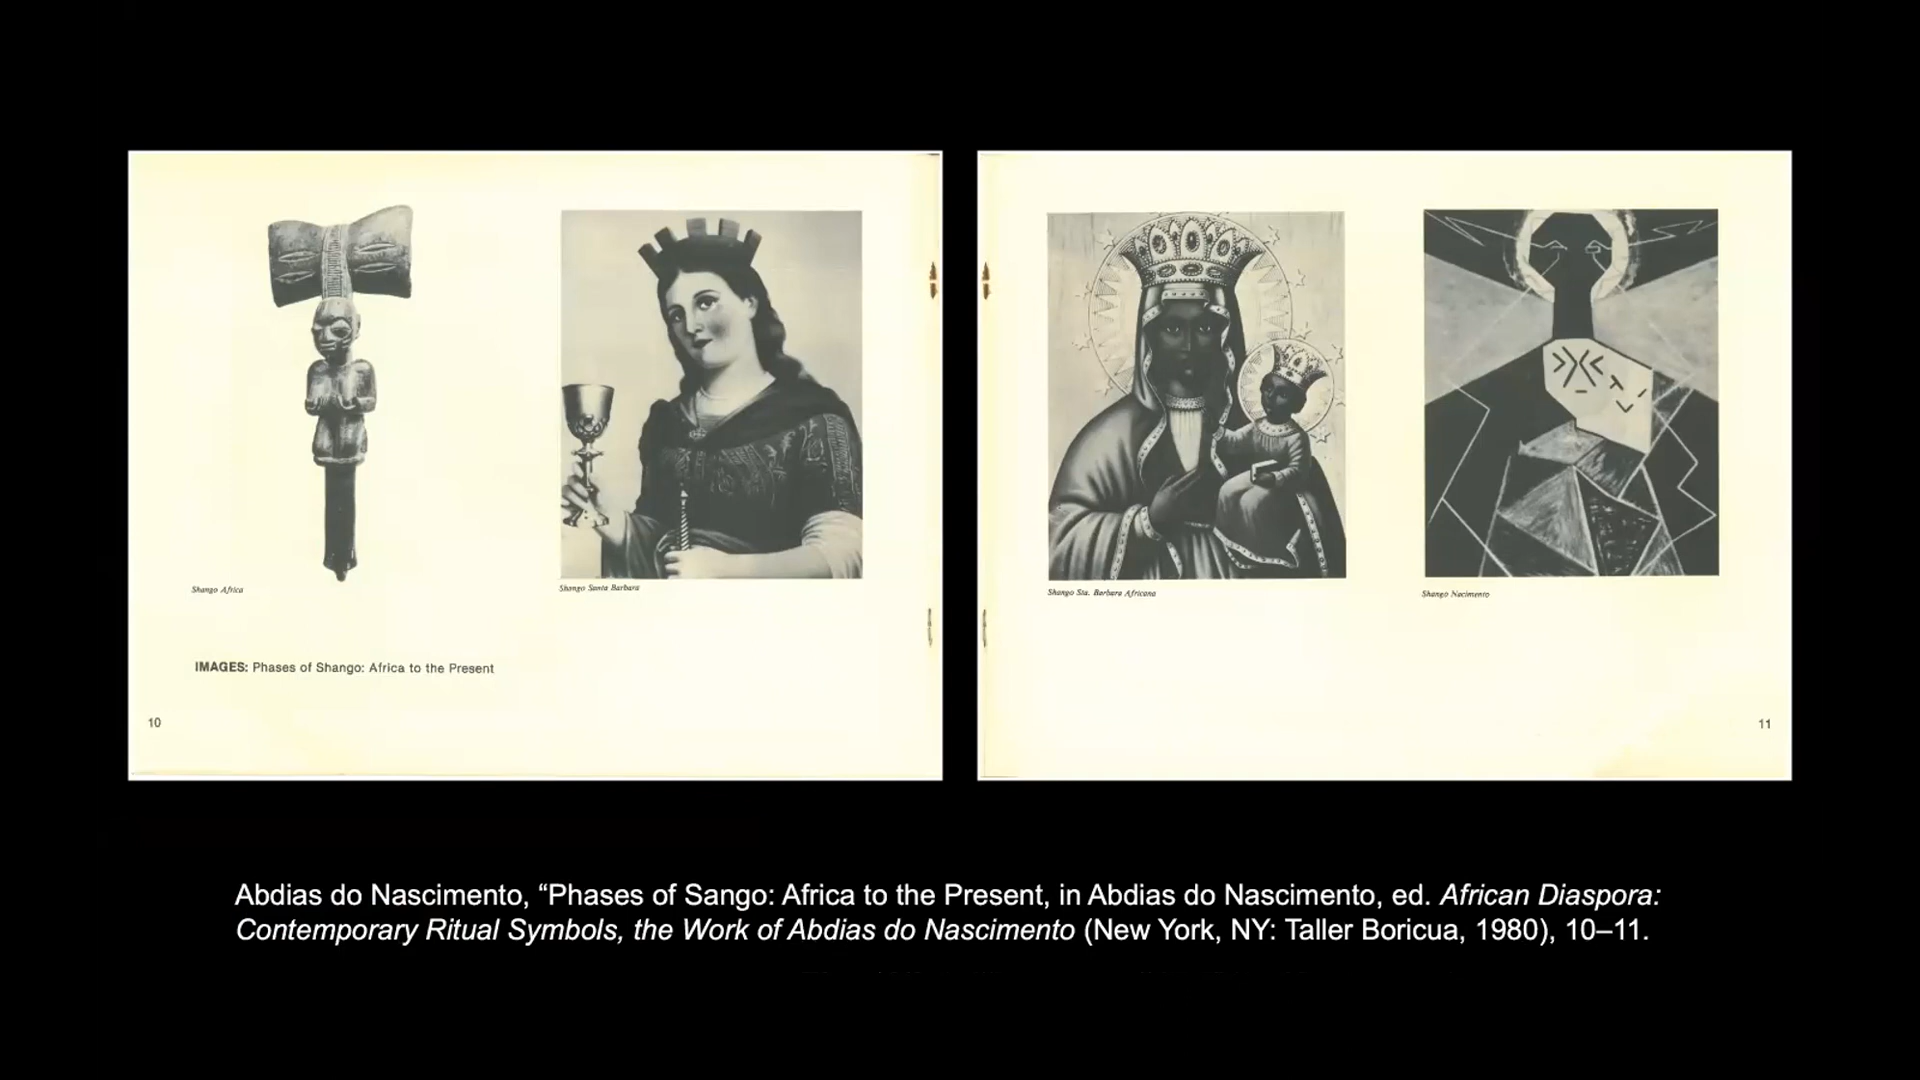 Shango Africa
Shango Santa Barbara
IMAGES: Phases of Shango: Africa to the Present
10
Shango Sta. Barbara Africana
Shango Nacimento
11
Abdias do Nascimento, “Phases of Sango: Africa to the Present, in Abdias do Nascimento, ed. African Diaspora:
Contemporary Ritual Symbols, the Work of Abdias do Nascimento (New York, NY: Taller Boricua, 1980), 10–11.